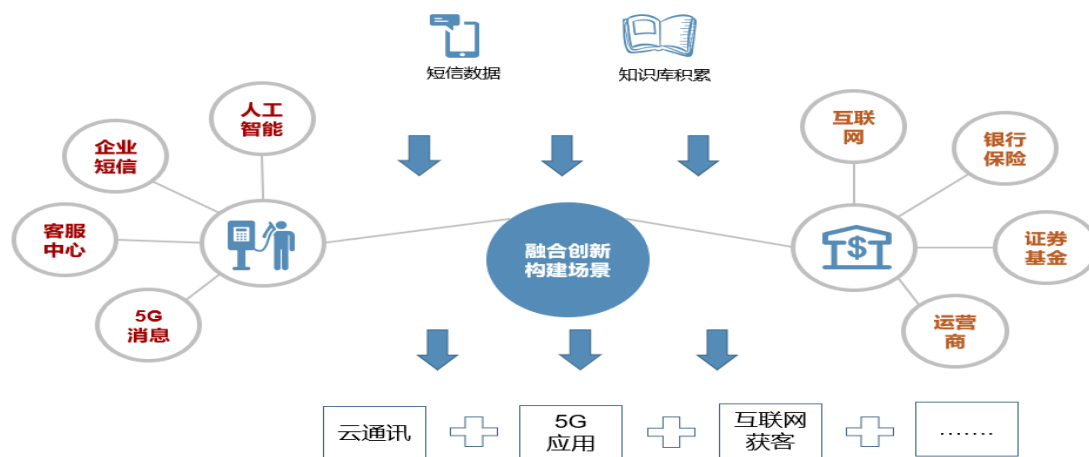 短信数据
知识库积累
人工
智能
企业
短信
客服
中心
5G
消息
融合创新
构建场景
互联
网
银行
保险
证券
基金
运营
商
云通讯
5G
应用
互联网
获客
.......